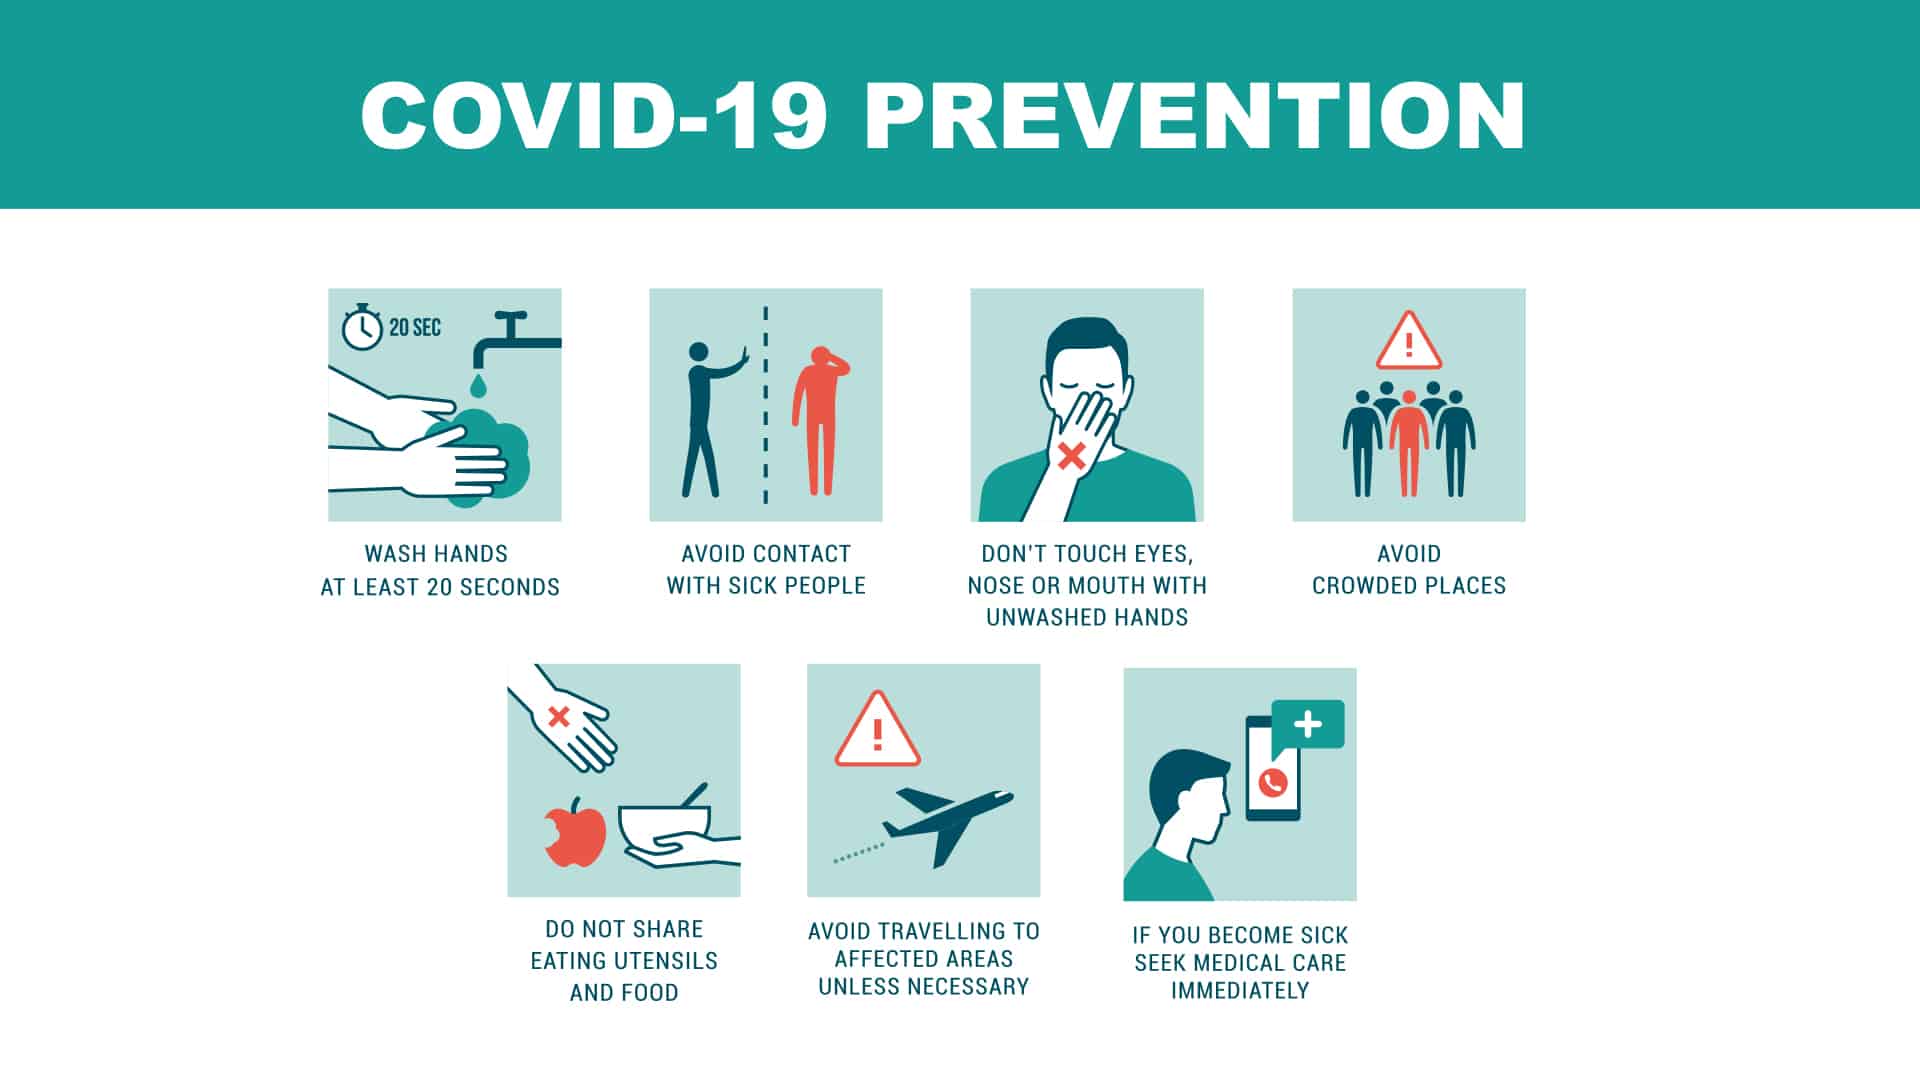 COVID-19 PREVENTION
20 SEC
WASH HANDS
AT LEAST 20 SECONDS
AVOID CONTACT
WITH SICK PEOPLE
DON'T TOUCH EYES,
NOSE OR MOUTH WITH
UNWASHED HANDS
AVOID
CROWDED PLACES
DO NOT SHARE
EATING UTENSILS
AND FOOD
AVOID TRAVELLING TO
AFFECTED AREAS
UNLESS NECESSARY
IF YOU BECOME SICK
SEEK MEDICAL CARE
IMMEDIATELY